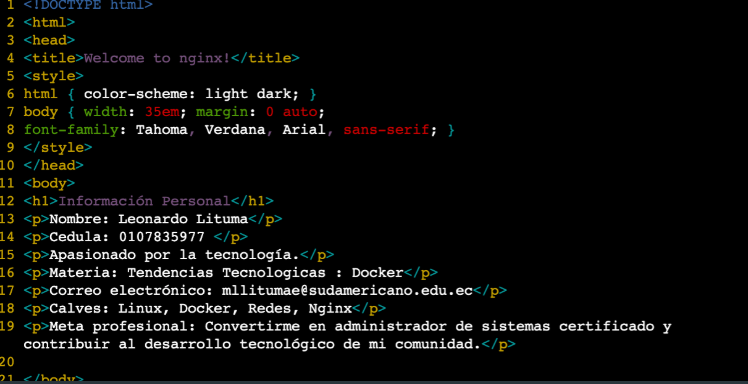 1 <!DOCTYPE html>
2 <html>
3 <head>
4 <title>Welcome to nginx!</title>
5 <style>
6 html { color-scheme: light dark; }
7 body { width: 35em; margin: 0 auto;
8 font-family: Tahoma, Verdana, Arial, sans-serif; }
9 </style>
10 </head>
11 <body>
12 <h1>Información Personal</h1>
13 <p>Nombre: Leonardo Lituma</p>
14 <p>Cedula: 0107835977 </p>
15 <p>Apasionado por la tecnología.</p>
16 <p>Materia: Tendencias Tecnologicas : Docker</p>
17 <p>Correo electrónico: mllitumae@sudamericano.edu.ec</p>
18 <p>Calves: Linux, Docker, Redes, Nginx</p>
19 <p>Meta profesional: Convertirme en administrador de sistemas certificado y
contribuir al desarrollo tecnológico de mi comunidad.</p>
20
21 </body>